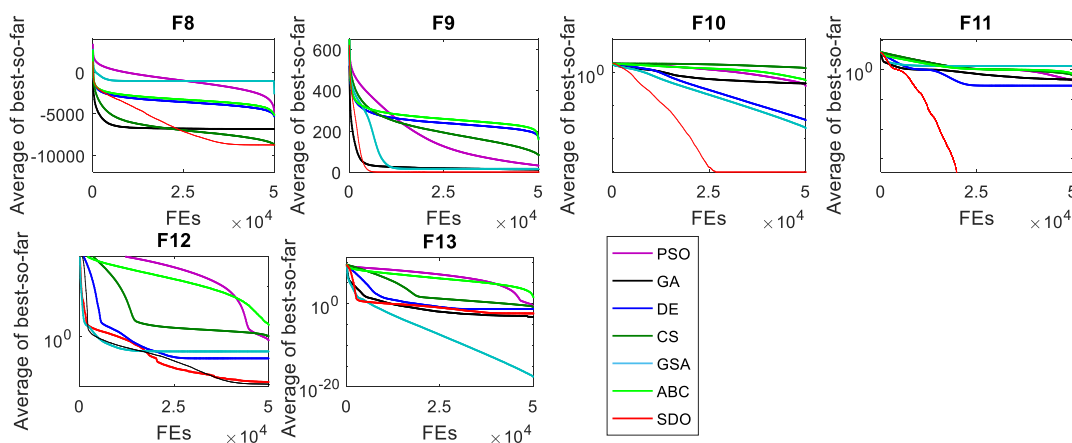 F8
Average of best-so-far
0
-5000
-10000
0
2.5
5
FEs
× 10^4
F9
Average of best-so-far
600
400
200
0
0
2.5
5
FEs
× 10^4
F10
Average of best-so-far
10^0
0
2.5
5
FEs
× 10^4
F11
Average of best-so-far
10^0
0
2.5
5
FEs
× 10^4
F12
Average of best-so-far
10^0
0
2.5
5
FEs
× 10^4
F13
Average of best-so-far
10^0
10^-20
0
2.5
5
FEs
× 10^4
PSO
GA
DE
CS
GSA
ABC
SDO